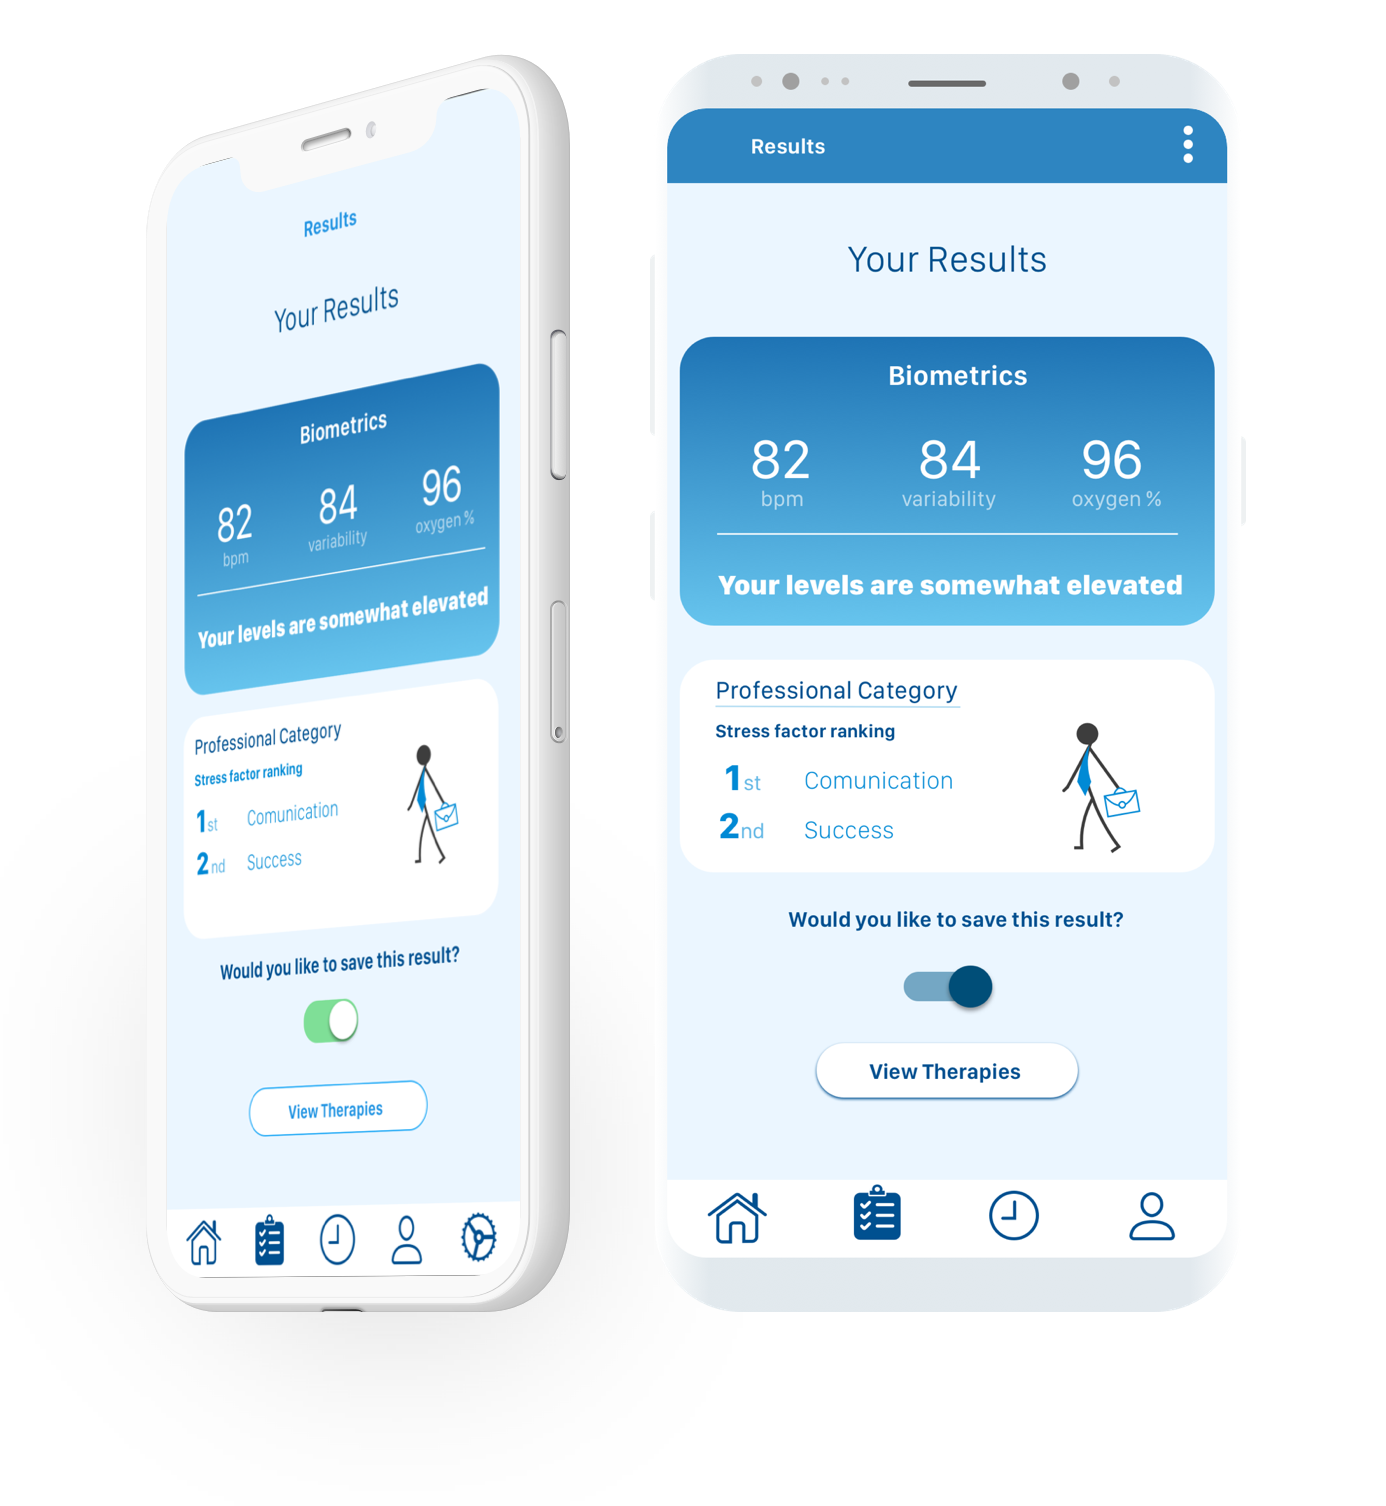 Results
Your Results
Biometrics
82 84 96
bpm variability oxygen %
Your levels are somewhat elevated
Professional Category
Stress factor ranking
1st Comunication
2nd Success
Would you like to save this result?
View Therapies
Results
Your Results
Biometrics
82 84 96
bpm variability oxygen %
Your levels are somewhat elevated
Professional Category
Stress factor ranking
1st Comunication
2nd Success
Would you like to save this result?
View Therapies